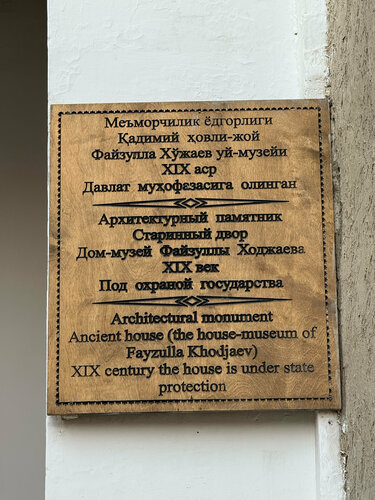 Меъморчилик ёдгорлиги
Қадимий ҳовли-жой
Файзулла Хўжаев уй-музейи
XIX аср
Давлат муҳофазасига олинган
Архитектурный памятник
Старинный двор
Дом-музей Файзуллы Ходжаева
XIX век
Под охраной государства
Architectural monument
Ancient house (the house-museum of
Fayzulla Khodjaev)
XIX century the house is under state
protection